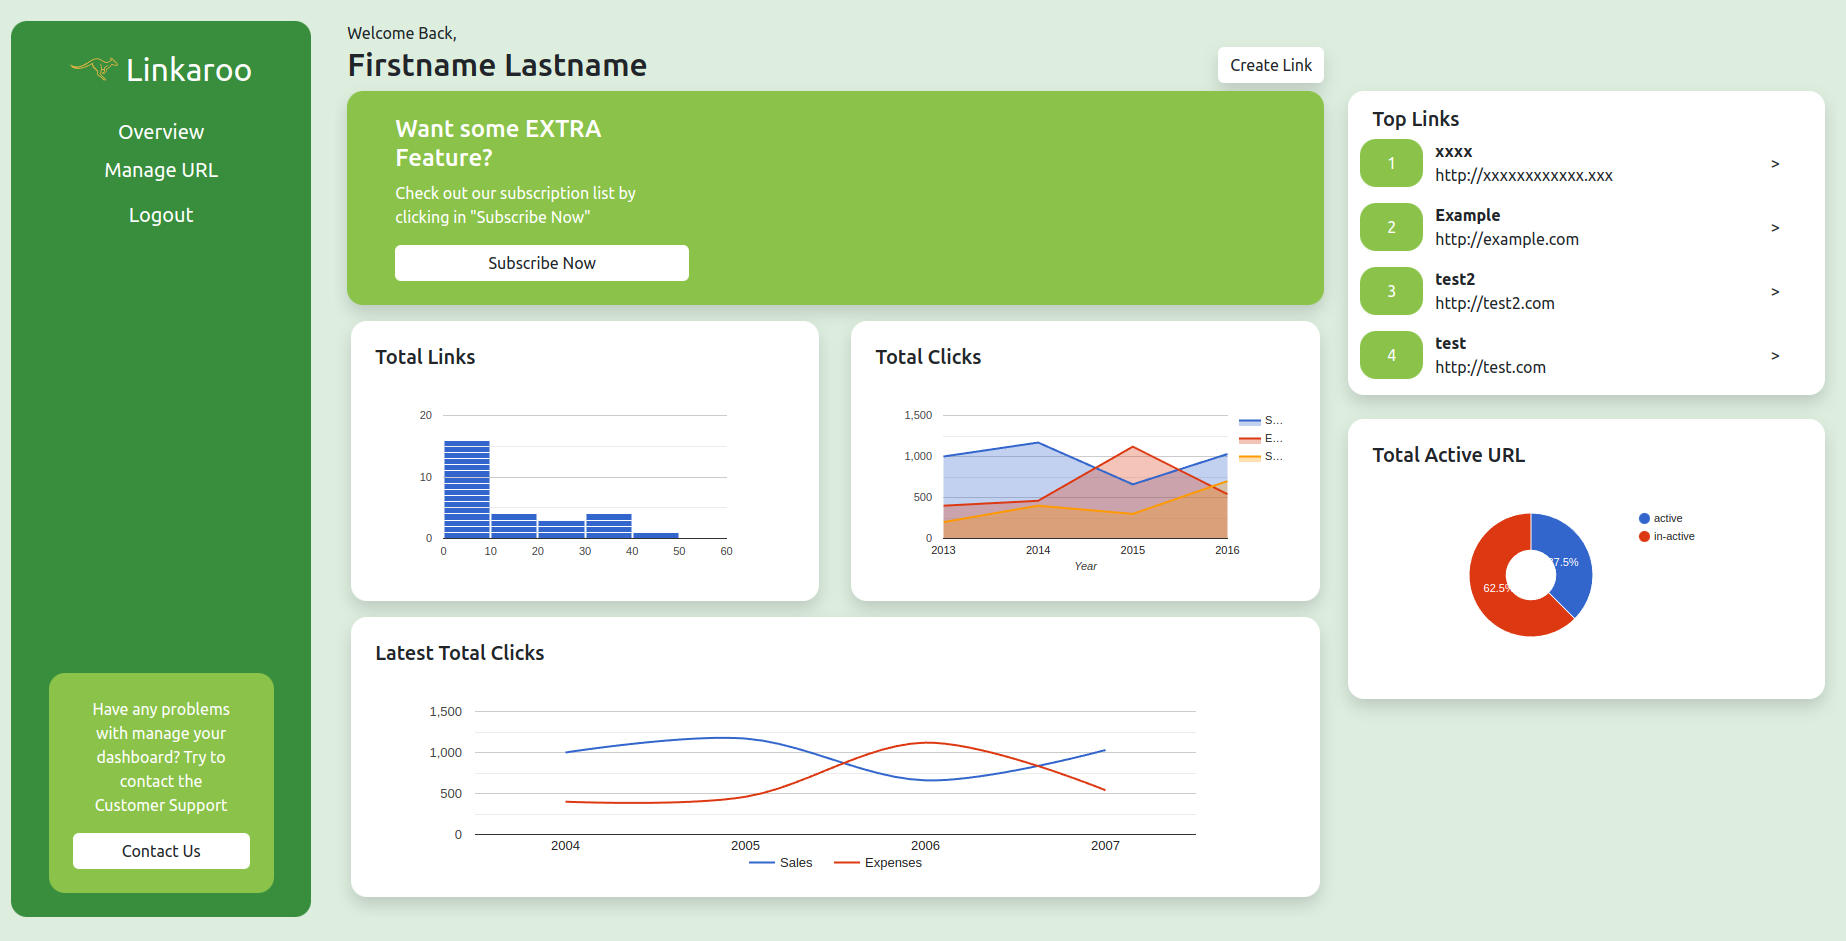 Linkaroo
Overview
Manage URL
Logout
Have any problems
with manage your
dashboard? Try to
contact the
Customer Support
Contact Us
Welcome Back,
Firstname Lastname
Create Link
Want some EXTRA
Feature?
Check out our subscription list by
clicking in "Subscribe Now"
Subscribe Now
Total Links
20
10
0
0 10 20 30 40 50 60
Total Clicks
1,500
1,000
500
0
2013 2014 2015 2016
Year
S...
E...
S...
Latest Total Clicks
1,500
1,000
500
0
2004 2005 2006 2007
Sales Expenses
Top Links
1
xxxx
http://xxxxxxxxxxxx.xxx
>
2
Example
http://example.com
>
3
test2
http://test2.com
>
4
test
http://test.com
>
Total Active URL
active
in-active
7.5%
62.5%